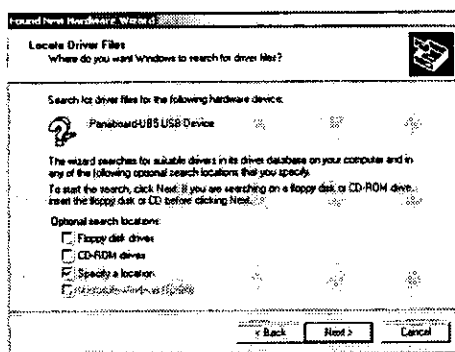 Found New Hardware Wizard
Locate Driver Files
Where do you want Windows to search for driver files?
Search for driver files for the following hardware device:
Panaboard-UBS USB Device
The wizard searches for suitable drivers in its driver database on your computer and in
any of the following optional search locations that you specify.
To start the search, click Next. If you are searching on a floppy disk or CD-ROM drive,
insert the floppy disk or CD before clicking Next.
Optional search locations:
Floppy disk drives
CD-ROM drives
Specify a location
Microsoft Windows Update
< Back
Next >
Cancel